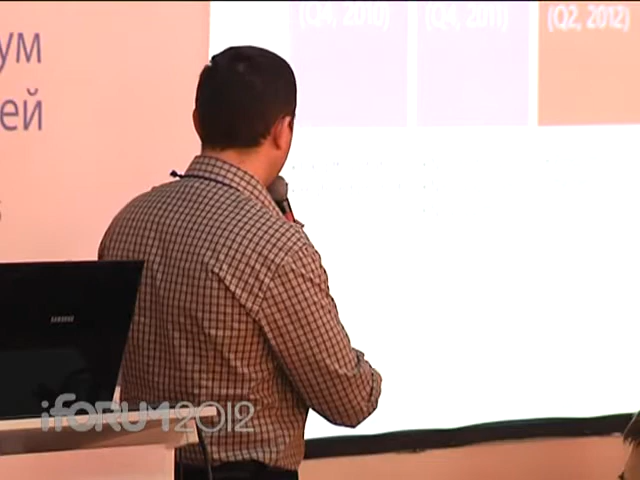 ум
ей
(Q4, 2010)
(Q4, 2011)
(Q2, 2012)
SAMSUNG
iFORUM2012